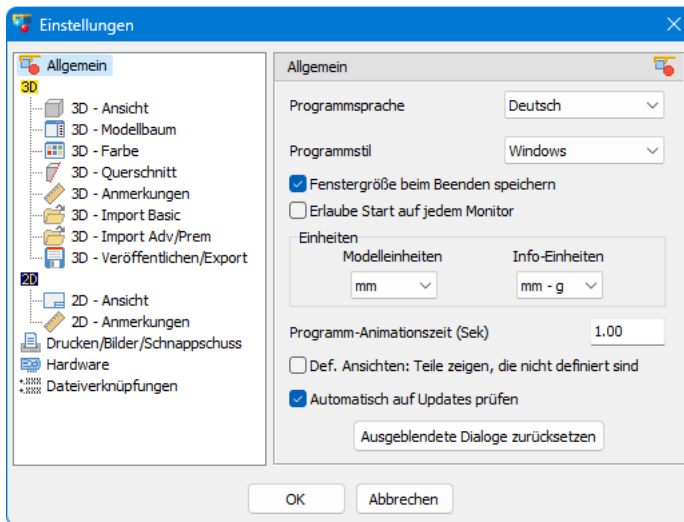 Einstellungen
Allgemein
3D
3D - Ansicht
3D - Modellbaum
3D - Farbe
3D - Querschnitt
3D - Anmerkungen
3D - Import Basic
3D - Import Adv/Prem
3D - Veröffentlichen/Export
2D
2D - Ansicht
2D - Anmerkungen
Drucken/Bilder/Schnappschuss
Hardware
*.XXX Dateiverknüpfungen
Allgemein
Programmsprache Deutsch
Programmstil Windows
Fenstergröße beim Beenden speichern
Erlaube Start auf jedem Monitor
Einheiten
Modelleinheiten Info-Einheiten
mm mm - g
Programm-Animationszeit (Sek) 1.00
Def. Ansichten: Teile zeigen, die nicht definiert sind
Automatisch auf Updates prüfen
Ausgeblendete Dialoge zurücksetzen
OK Abbrechen